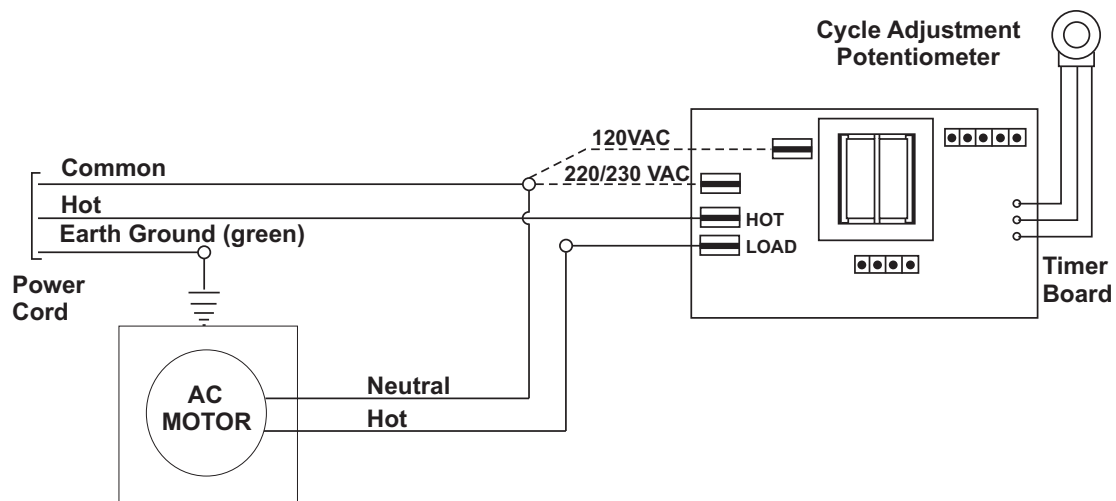 Cycle Adjustment
Potentiometer
120VAC
Common
220/230 VAC
Hot
HOT
Earth Ground (green)
LOAD
Power
Cord
Timer
Board
AC
MOTOR
Neutral
Hot